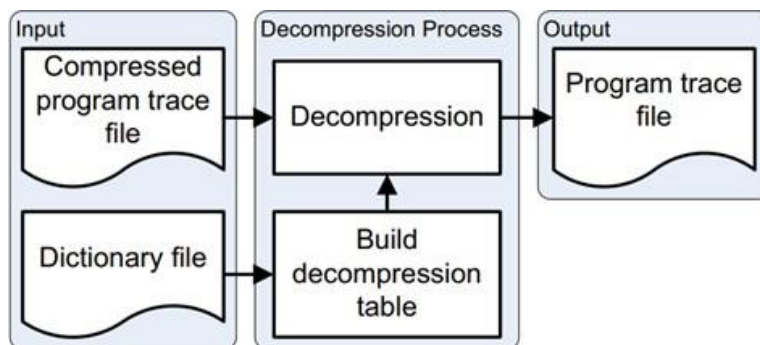 Input
Compressed
program trace
file
Dictionary file
Decompression Process
Decompression
Build
decompression
table
Output
Program trace
file